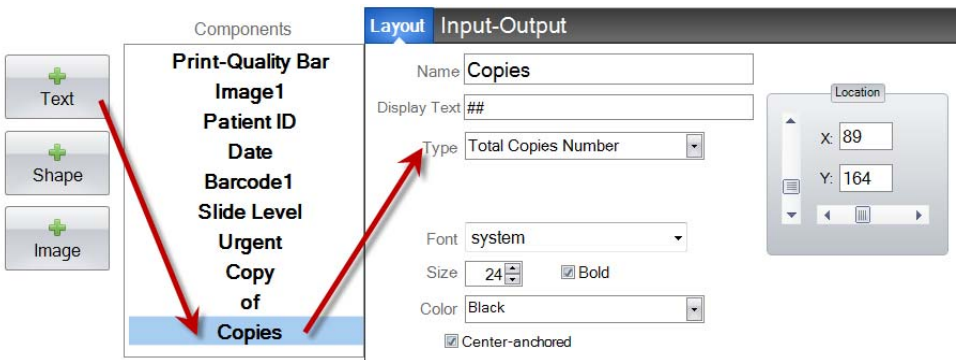 Components
Text
Shape
Image
Print-Quality Bar
Image1
Patient ID
Date
Barcode1
Slide Level
Urgent
Copy
of
Copies
Layout Input-Output
Name Copies
Display Text ##
Type Total Copies Number
Font system
Size 24 Bold
Color Black
Center-anchored
Location
X: 89
Y: 164